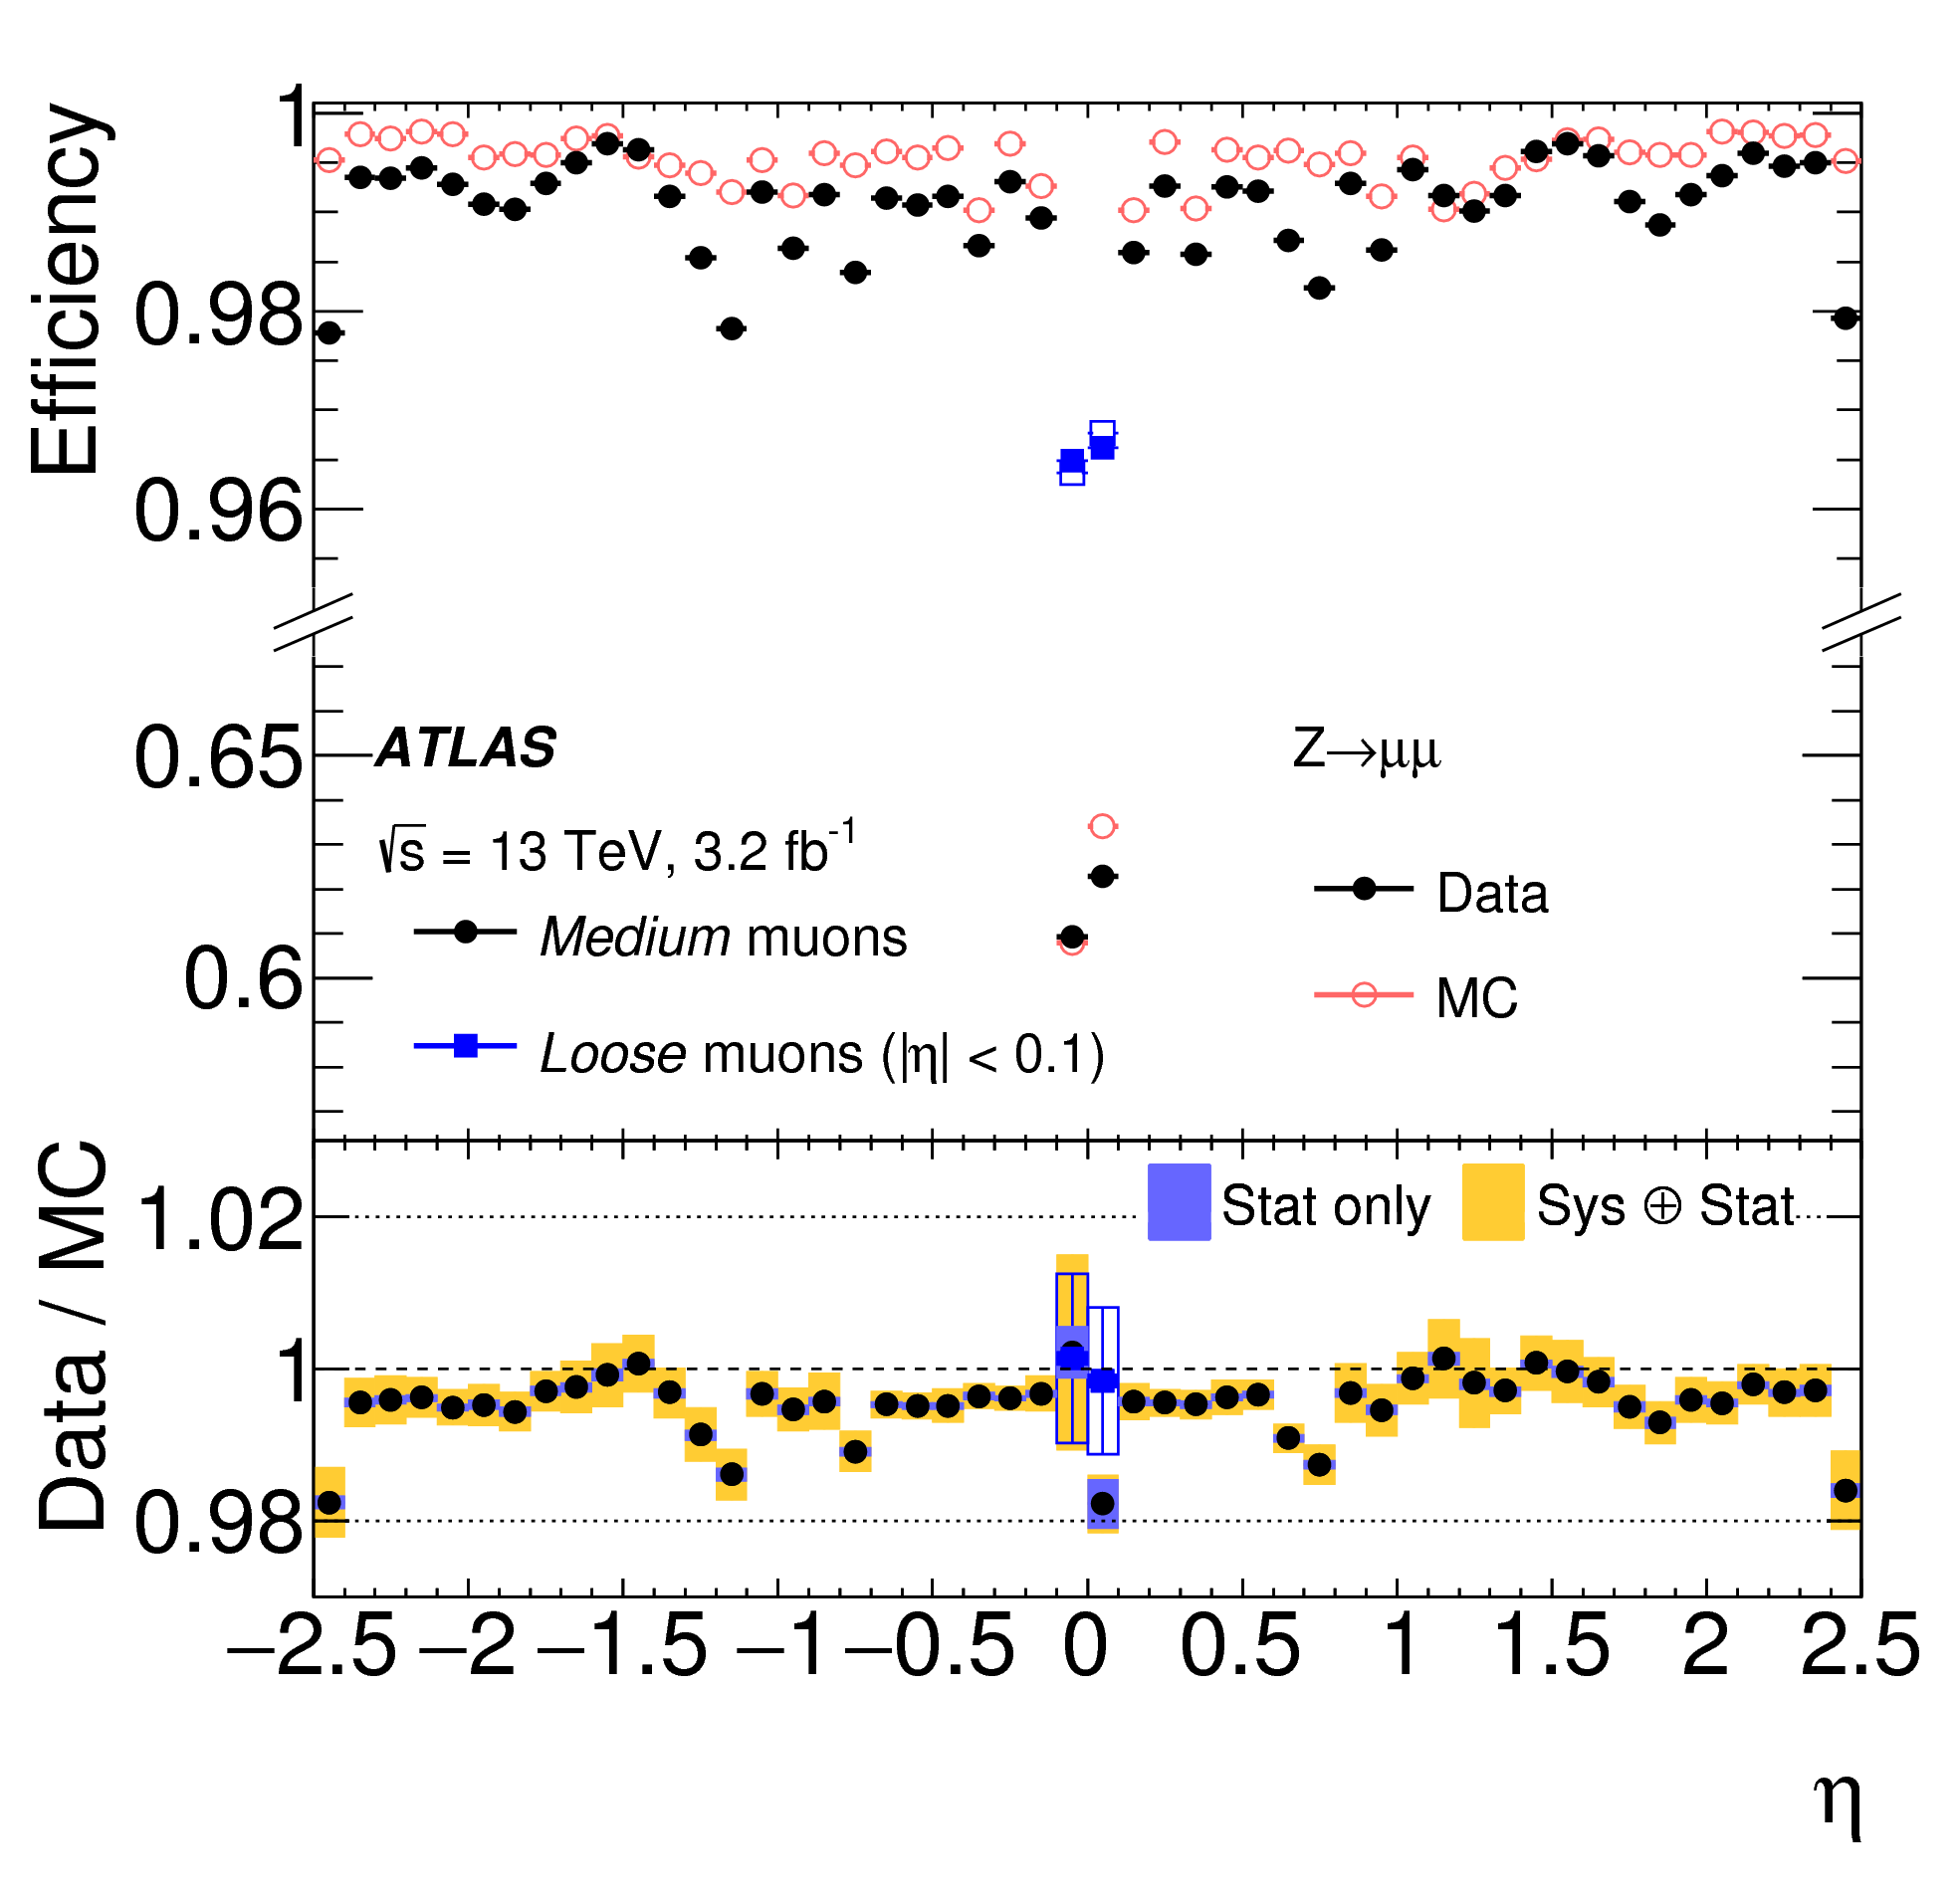 Efficiency
1
0.98
0.96
0.65
0.6
ATLAS
Z→μμ
√s = 13 TeV, 3.2 fb⁻¹
Medium muons
Loose muons (|η| < 0.1)
Data
MC
Data / MC
1.02
1
0.98
Stat only
Sys ⊕ Stat
−2.5 −2 −1.5 −1 −0.5 0 0.5 1 1.5 2 2.5
η